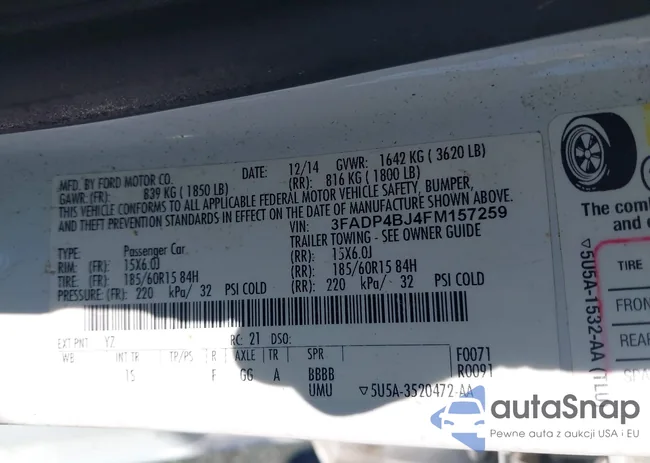 MFD. BY FORD MOTOR CO.
DATE: 12/14 GVWR: 1642 KG ( 3620 LB)
GAWR: (FR): 839 KG ( 1850 LB) (RR): 816 KG ( 1800 LB)
THIS VEHICLE CONFORMS TO ALL APPLICABLE FEDERAL MOTOR VEHICLE SAFETY, BUMPER,
AND THEFT PREVENTION STANDARDS IN EFFECT ON THE DATE OF MANUFACTURE SHOWN ABOVE.
VIN: 3FADP4BJ4FM157259
TYPE: Passenger Car TRAILER TOWING - SEE OWNER GUIDE
RIM: (FR) 15X6.0J (RR): 15X6.0J
TIRE: (FR): 185/60R15 84H (RR): 185/60R15 84H
PRESSURE: (FR): 220 kPa/ 32 PSI COLD (RR): 220 kPa/ 32 PSI COLD
EXT PNT: YZ RC: 21 DSO:
WB INT TR TP/PS R AXLE TR SPR F0071
15 F GG A BBBB R0091
UMU ▽5U5A-3520472-AA
The com
▽5U5A-1532-AA (TLU
TIRE
FRON
REAR
autaSnap
Pewne auta z aukcji USA i EU